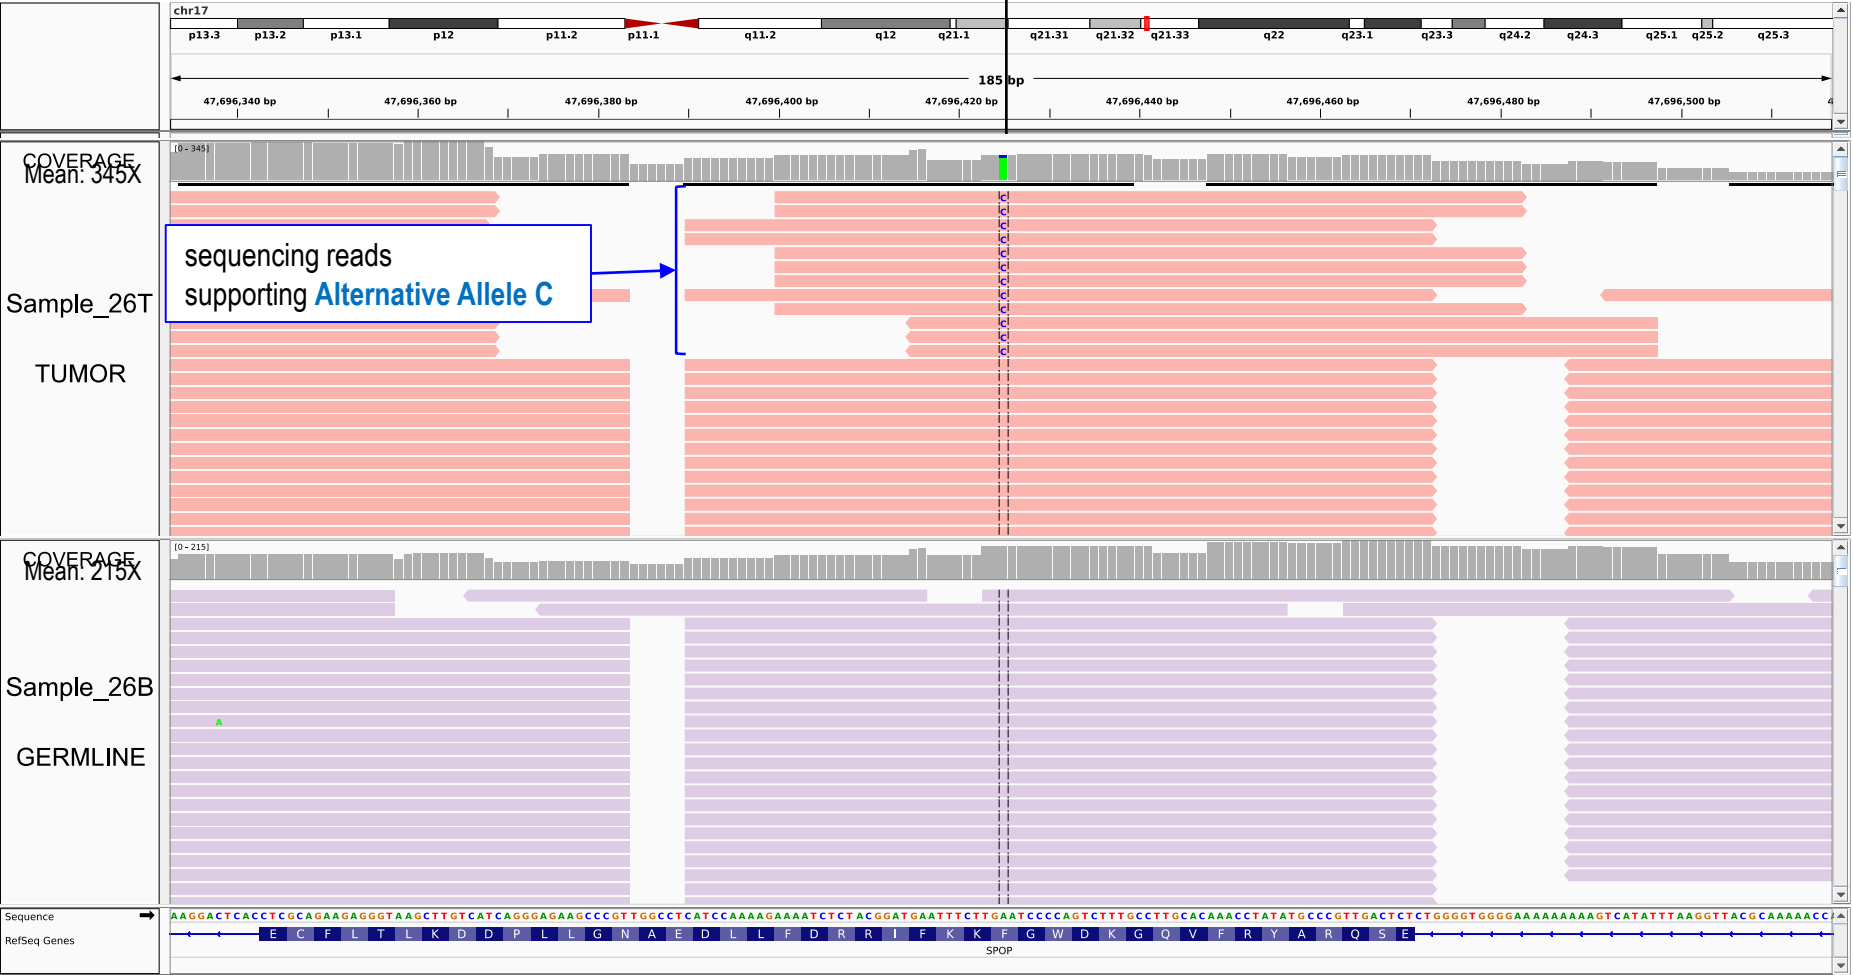 chr17
p13.3 p13.2 p13.1 p12 p11.2 p11.1 q11.2 q12 q21.1 q21.31 q21.32 q21.33 q22 q23.1 q23.3 q24.2 q24.3 q25.1 q25.2 q25.3
185 bp
47,696,340 bp 47,696,360 bp 47,696,380 bp 47,696,400 bp 47,696,420 bp 47,696,440 bp 47,696,460 bp 47,696,480 bp 47,696,500 bp 4
COVERAGE
Mean: 345X
[0 - 345]
C
C
C
C
C
C
C
C
C
C
C
C
sequencing reads
supporting Alternative Allele C
Sample_26T
TUMOR
COVERAGE
Mean: 215X
[0 - 215]
Sample_26B
A
GERMLINE
Sequence
AAGGACTCACCTCGCAGAAGAGGGTAAGCTTGTCATCAGGGAGAAGCCCGTTGGCCTCATCCAAAAGAAAATCTCTACGGATGAATTTCTTGAATCCCCAGTCTTTGCCTTGCACAAACCTATATGCCCGTTGACTCTCTGGGGTGGGGAAAAAAAAAGTCATATTTAAGGTTACGCAAAAACCA
RefSeq Genes
E C F L T L K D D P L L G N A E D L L F D R R I F K K F G W D K G Q V F R Y A R Q S E
SPOP